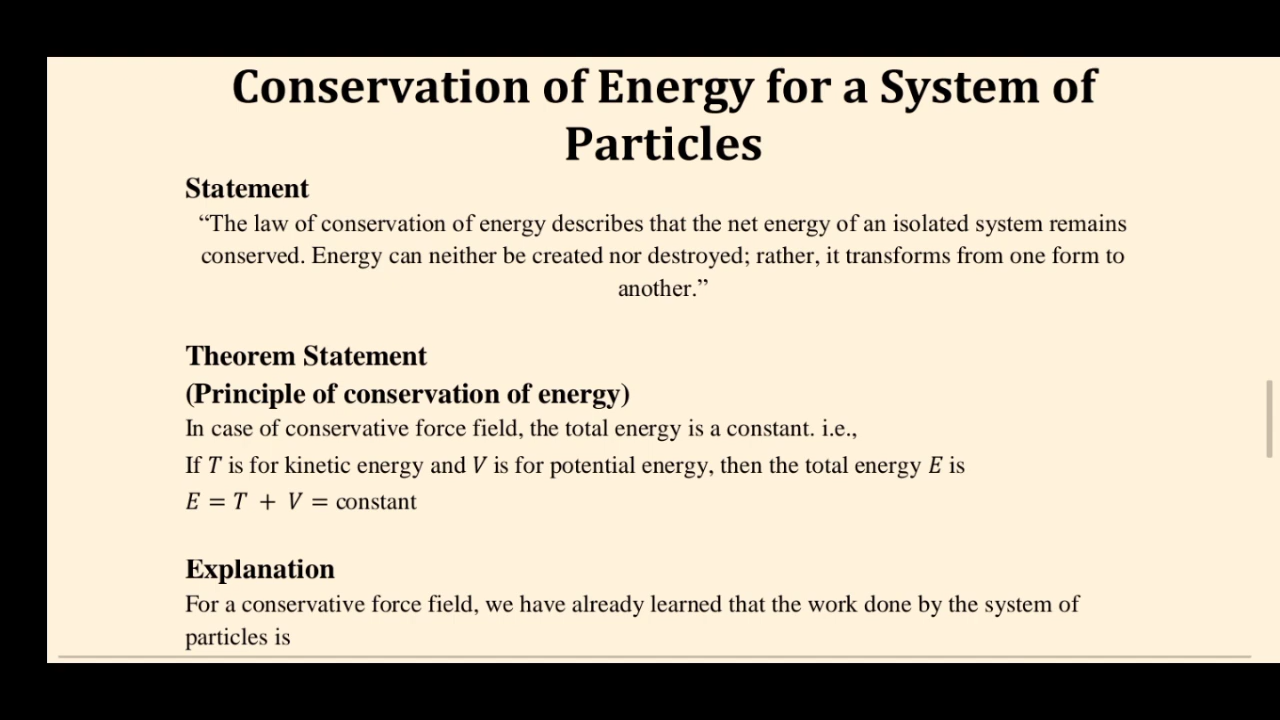 Conservation of Energy for a System of
Particles
Statement
“The law of conservation of energy describes that the net energy of an isolated system remains
conserved. Energy can neither be created nor destroyed; rather, it transforms from one form to
another.”
Theorem Statement
(Principle of conservation of energy)
In case of conservative force field, the total energy is a constant. i.e.,
If T is for kinetic energy and V is for potential energy, then the total energy E is
E = T + V = constant
Explanation
For a conservative force field, we have already learned that the work done by the system of
particles is